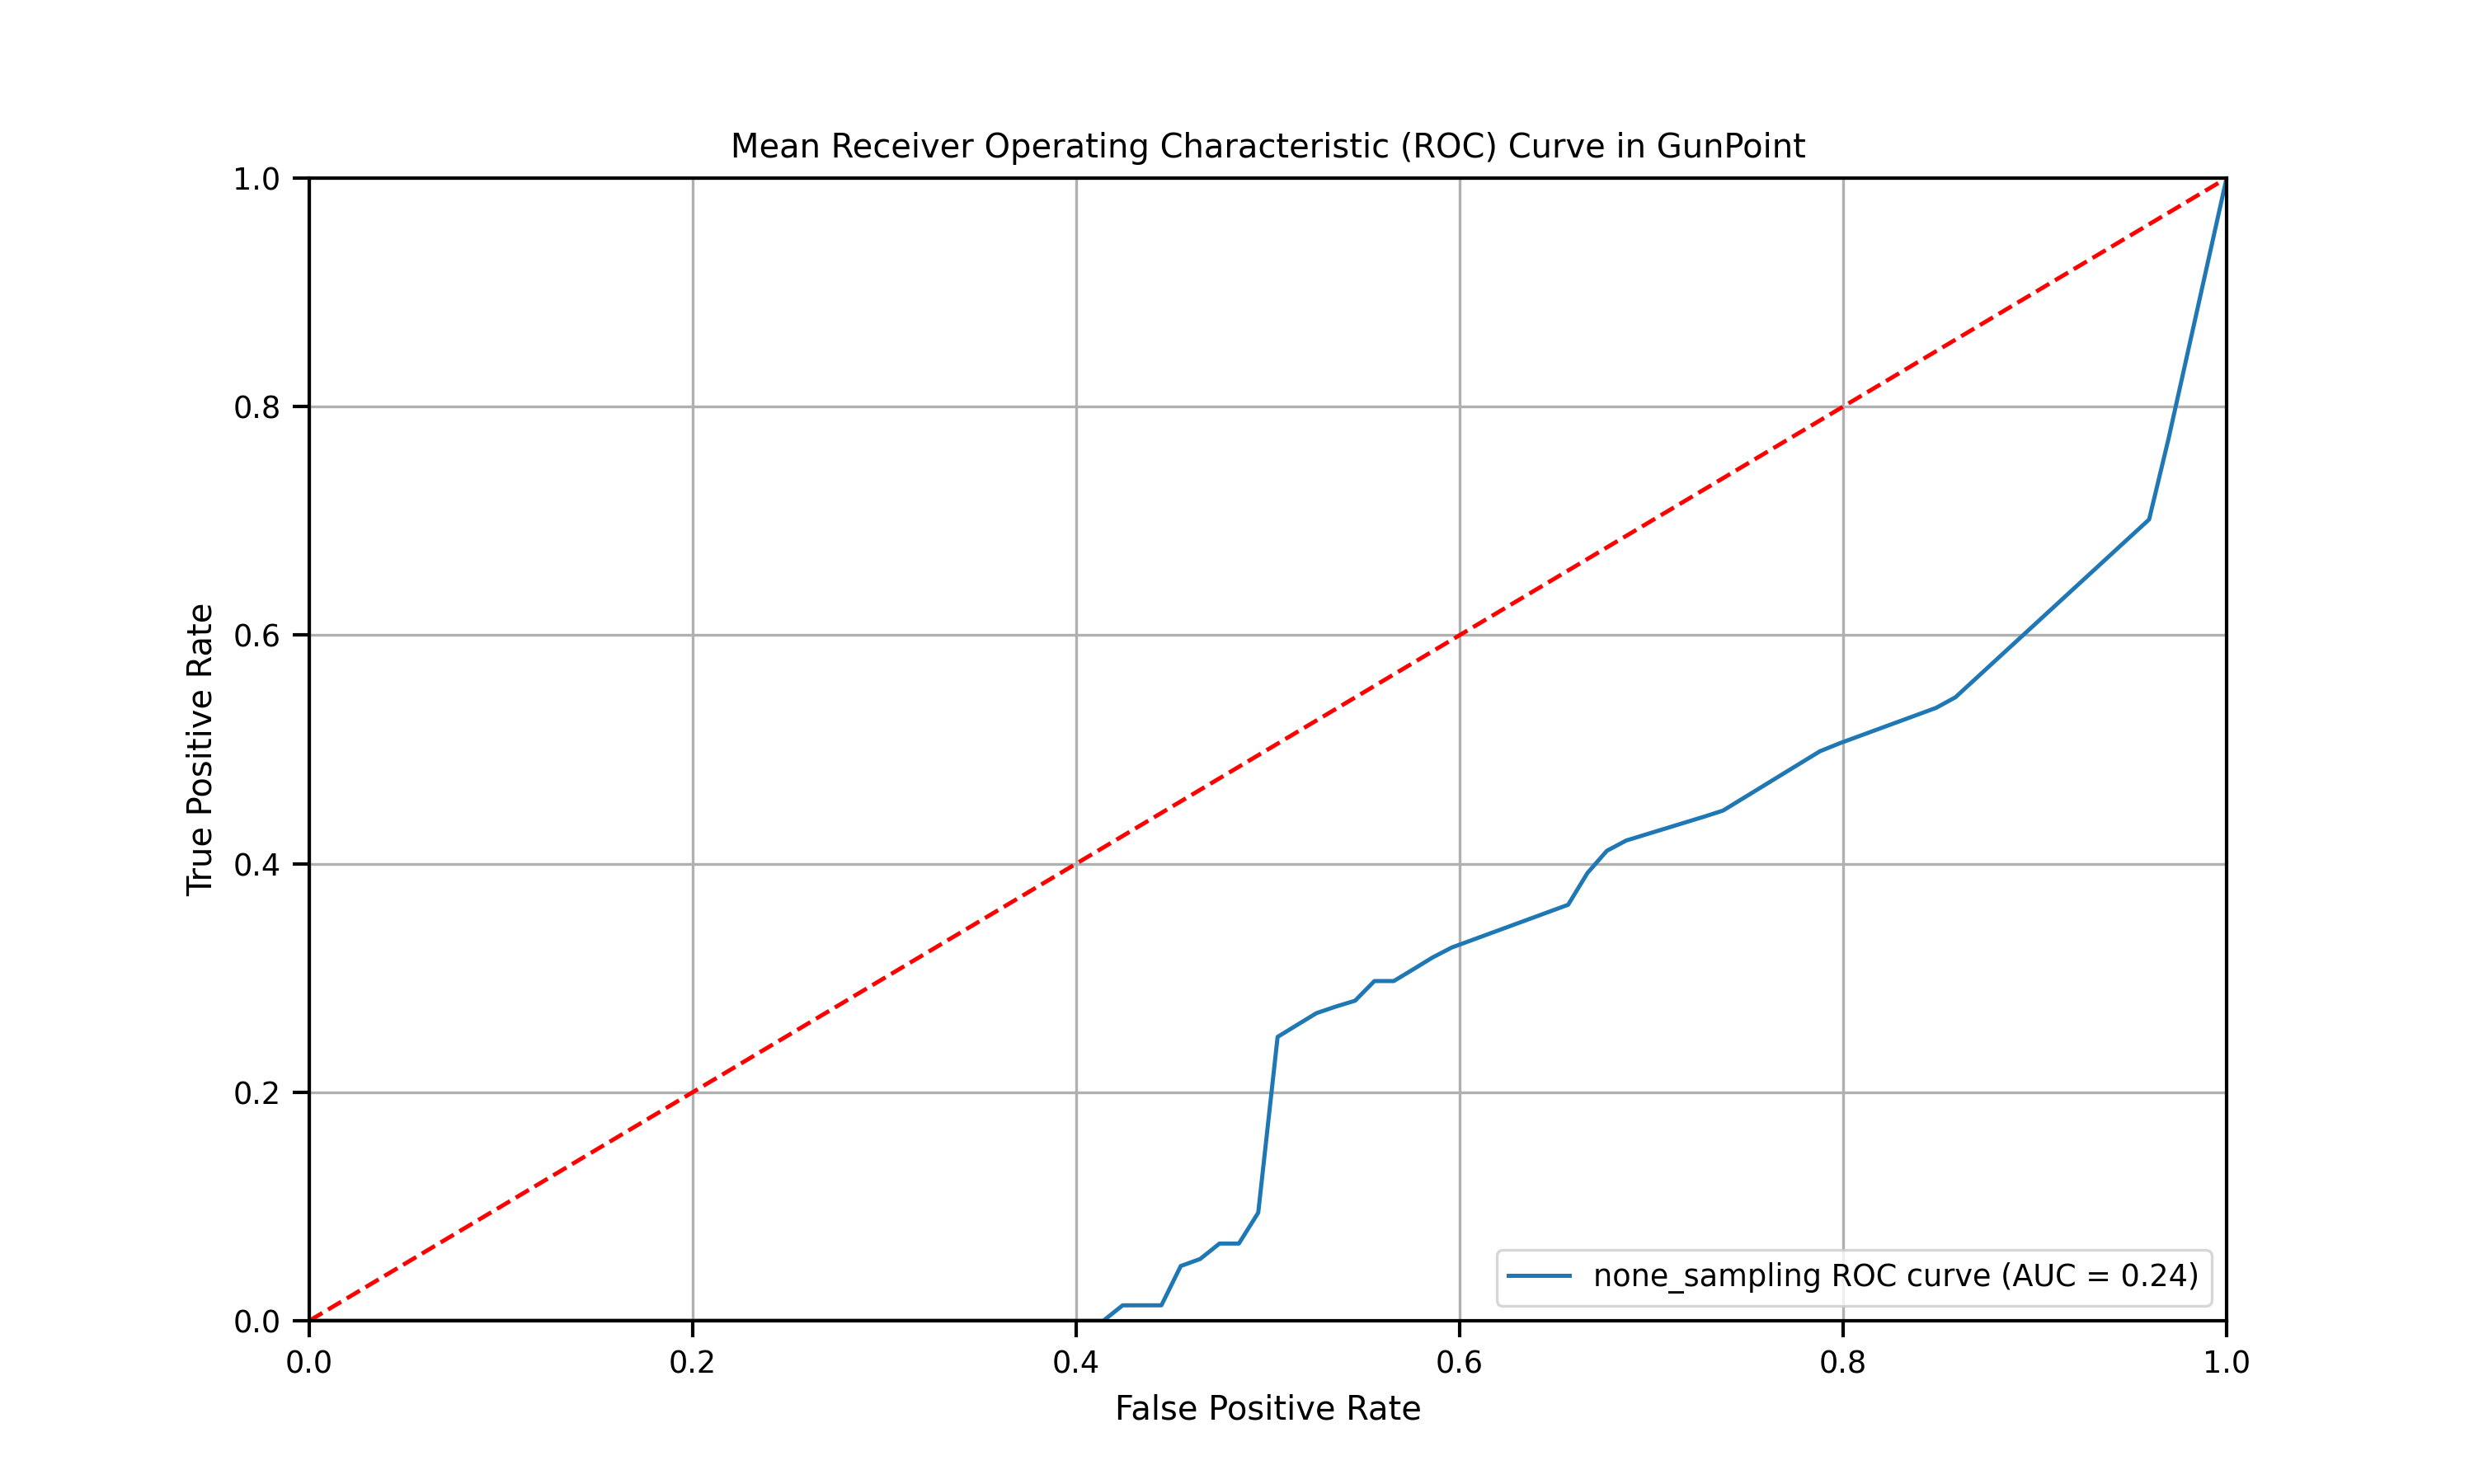 Mean Receiver Operating Characteristic (ROC) Curve in GunPoint
1.0
0.8
0.6
0.4
0.2
0.0
True Positive Rate
none_sampling ROC curve (AUC = 0.24)
0.0 0.2 0.4 0.6 0.8 1.0
False Positive Rate